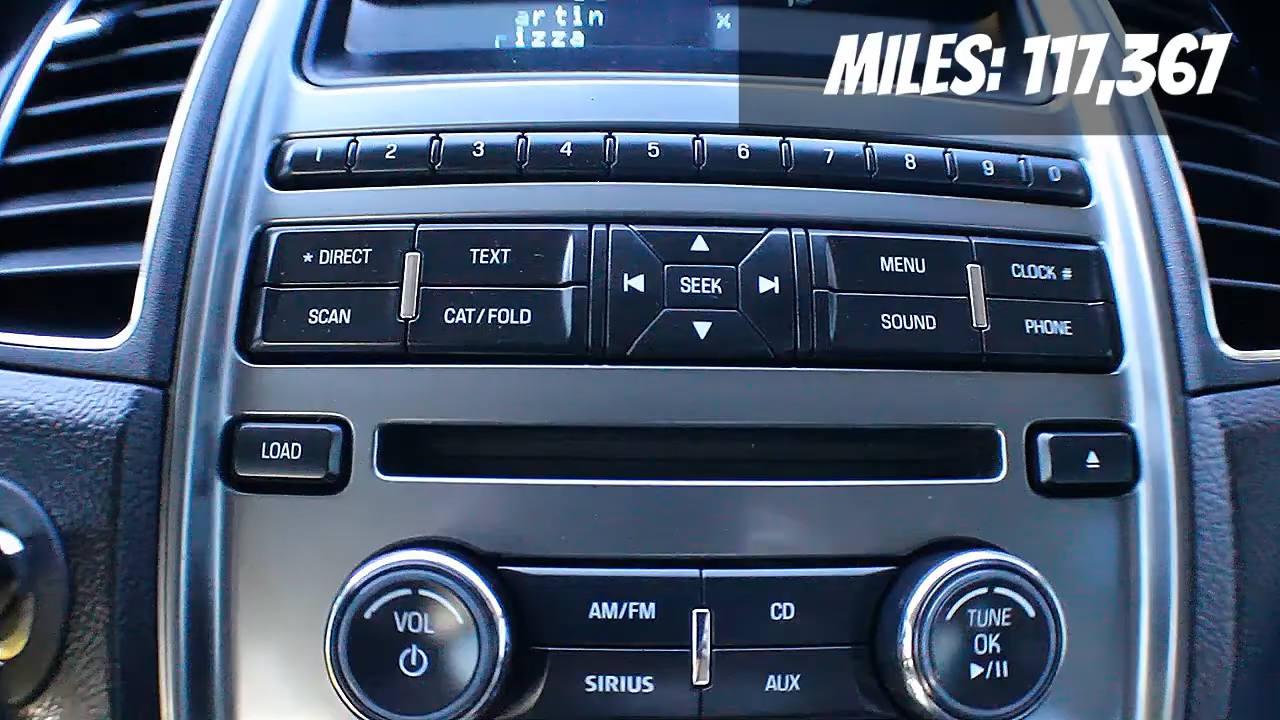 artin
izza
MILES: 117,367
1 2 3 4 5 6 7 8 9 0
* DIRECT TEXT MENU CLOCK #
SEEK
SCAN CAT/FOLD SOUND PHONE
LOAD
VOL AM/FM CD TUNE
OK
SIRIUS AUX